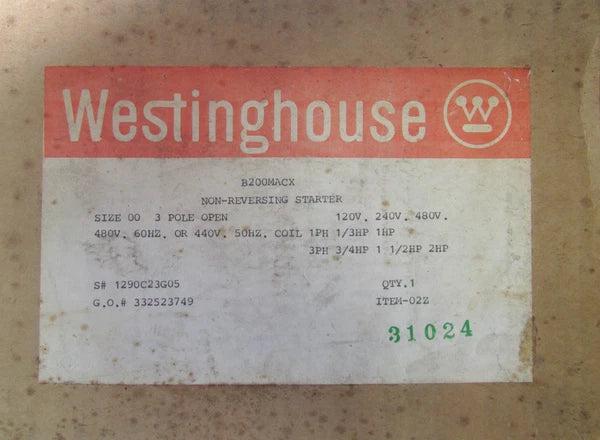 Westinghouse W
B200MACX
NON-REVERSING STARTER
SIZE 00 3 POLE OPEN 120V. 240V. 480V.
480V. 60HZ. OR 440V. 50HZ. COIL 1PH 1/3HP 1HP
3PH 3/4HP 1 1/2HP 2HP
S# 1290C23G05 QTY.1
G.O.# 332523749 ITEM-02Z
31024